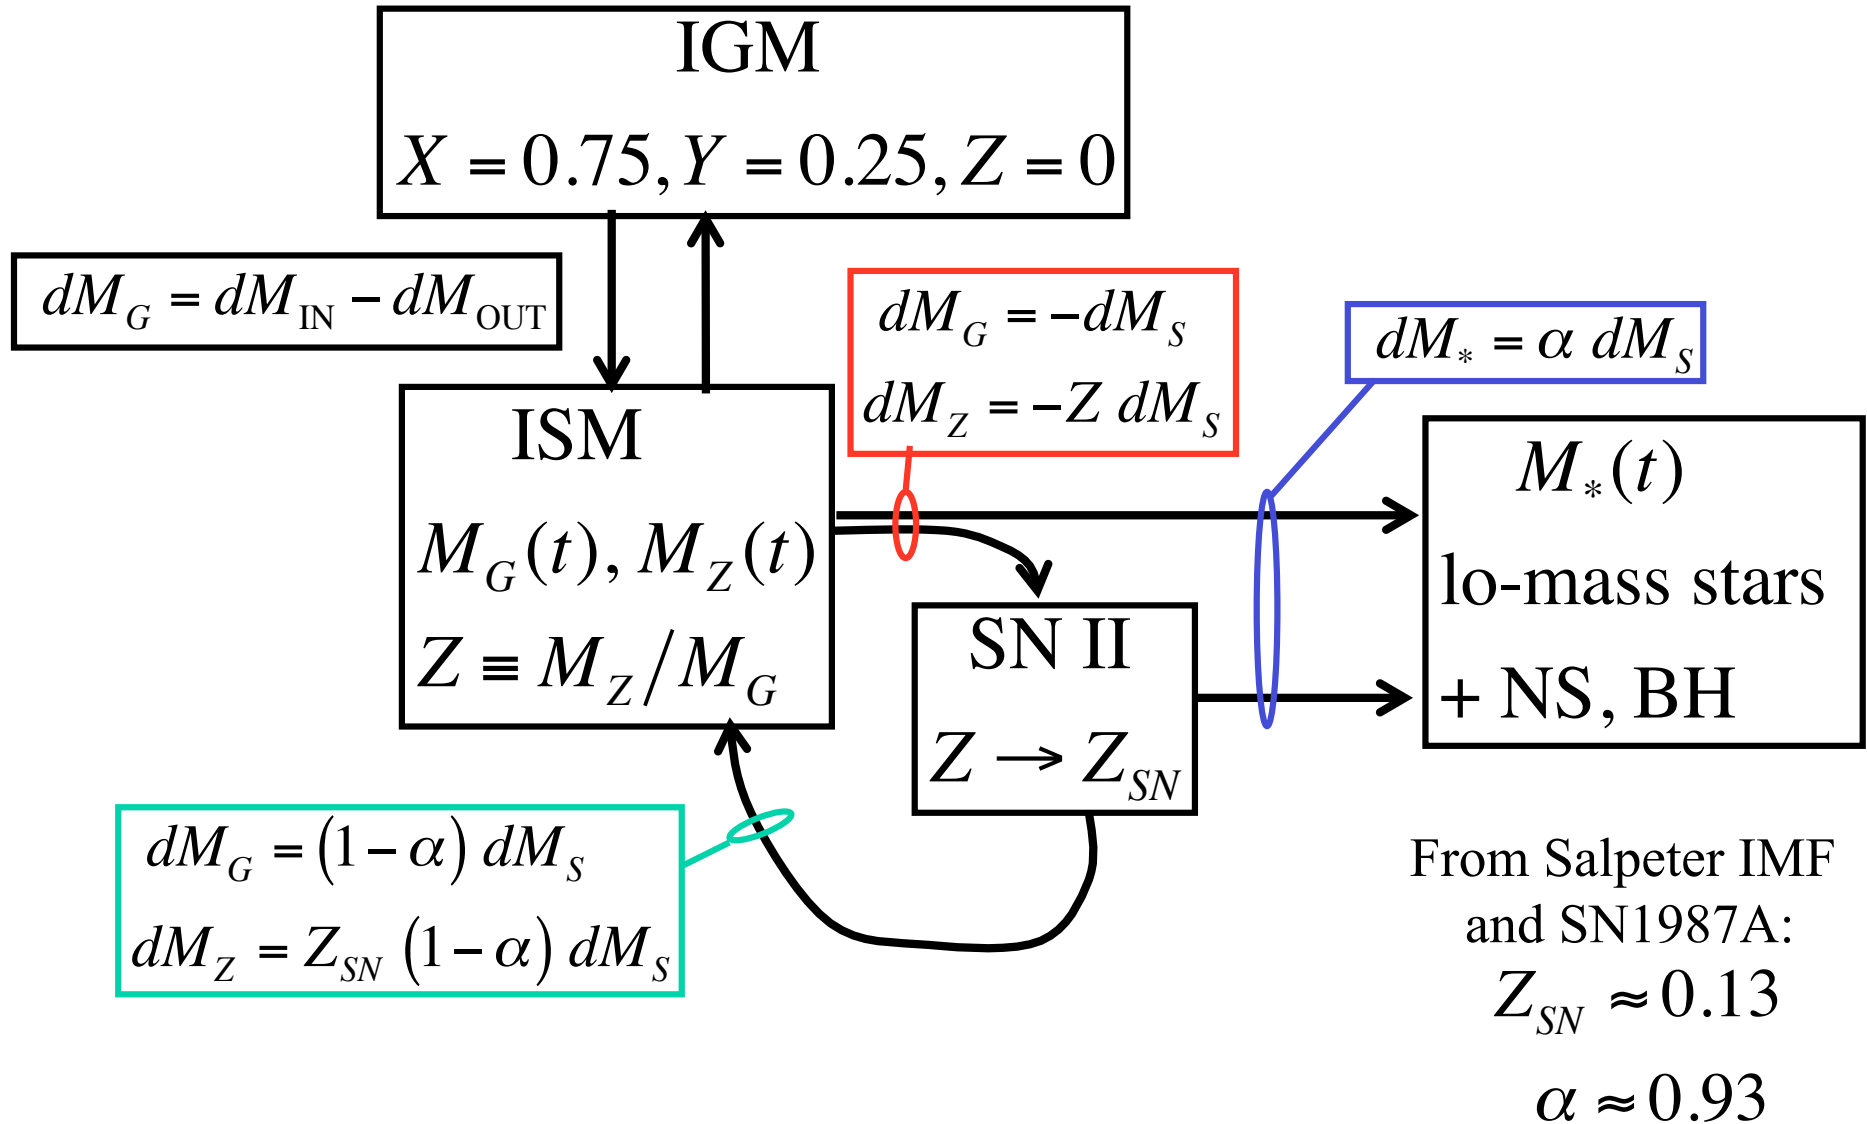 IGM
X = 0.75, Y = 0.25, Z = 0
dM_G = dM_IN − dM_OUT
dM_G = −dM_S
dM_Z = −Z dM_S
dM_* = α dM_S
ISM
M_G(t), M_Z(t)
Z ≡ M_Z/M_G
M_*(t)
lo-mass stars
+ NS, BH
SN II
Z → Z_SN
dM_G = (1 − α) dM_S
dM_Z = Z_SN (1 − α) dM_S
From Salpeter IMF
and SN1987A:
Z_SN ≈ 0.13
α ≈ 0.93